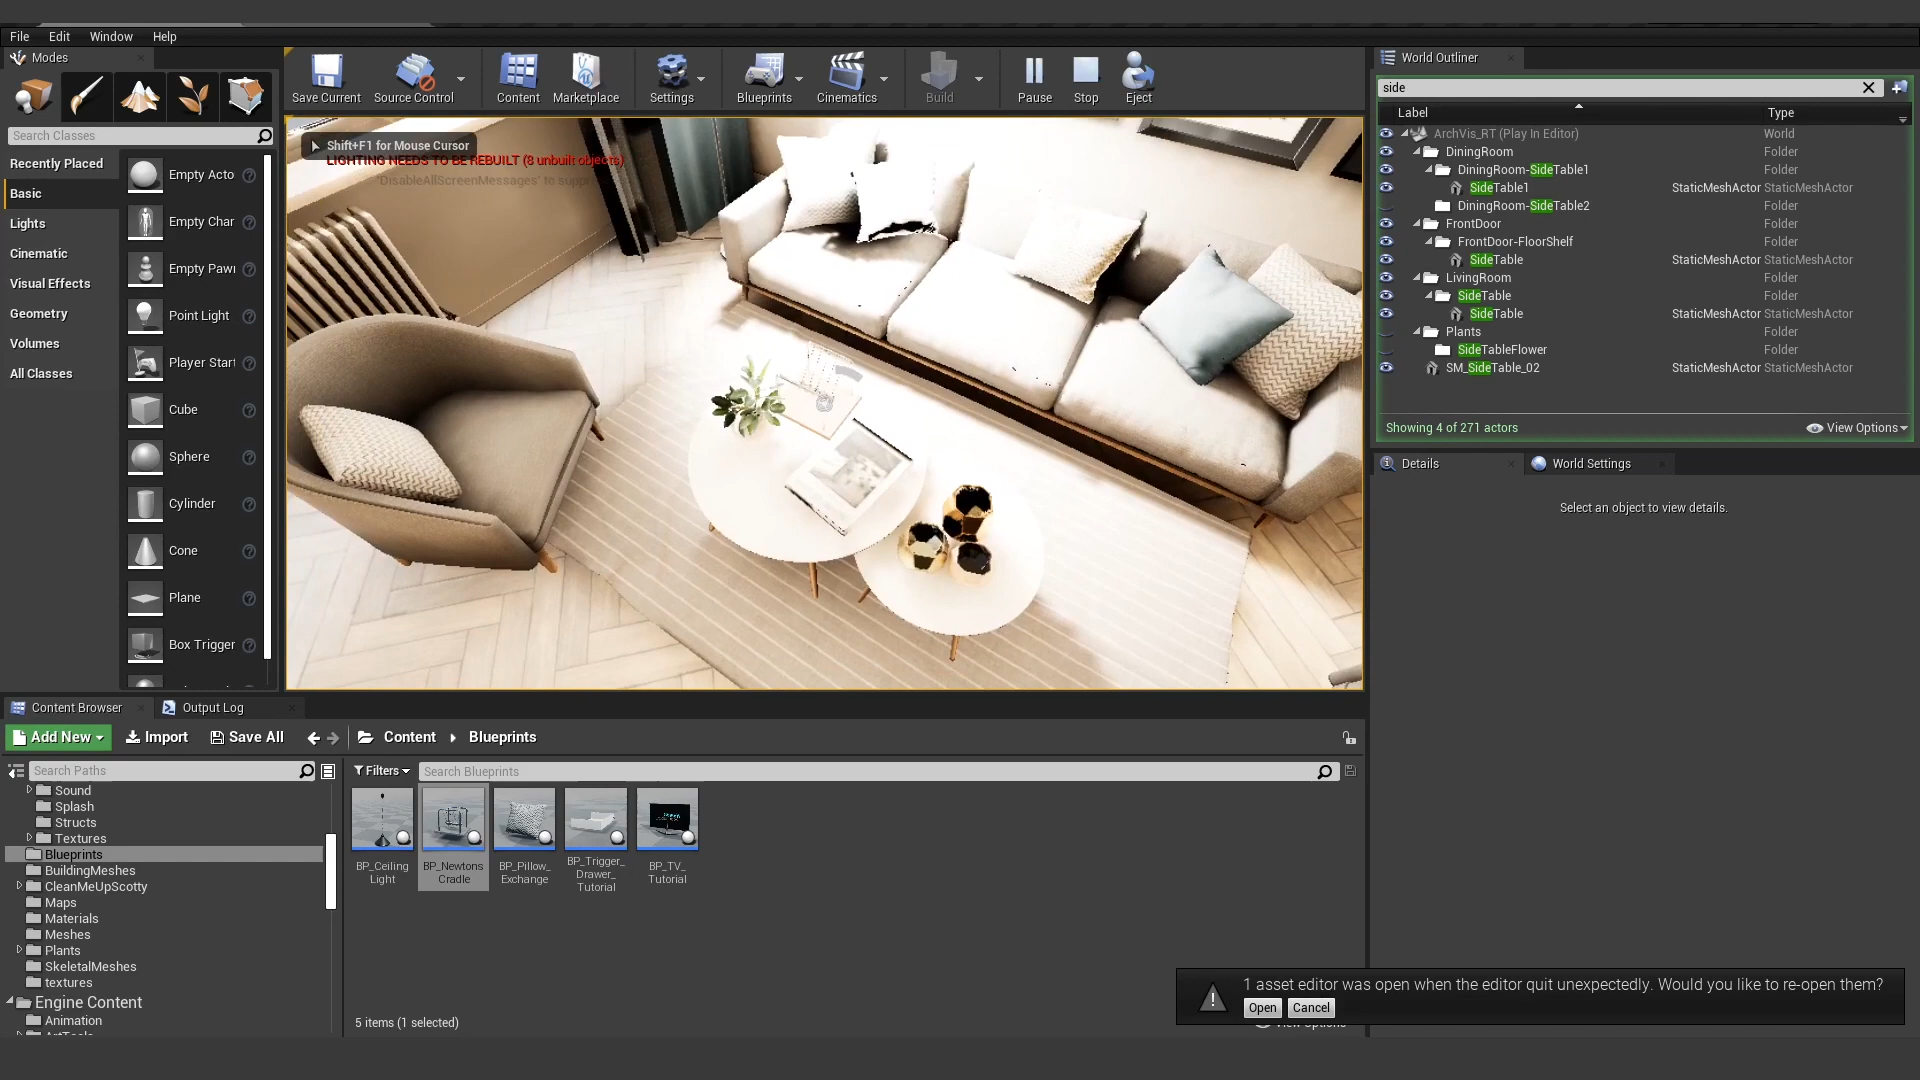 File Edit Window Help
Modes
World Outliner
Save Current Source Control Content Marketplace Settings Blueprints Cinematics Build Pause Stop Eject
side
Search Classes
Label Type
Recently Placed
Basic
Lights
Cinematic
Visual Effects
Geometry
Volumes
All Classes
Empty Acto
Empty Char
Empty Pawn
Point Light
Player Start
Cube
Sphere
Cylinder
Cone
Plane
Box Trigger
Shift+F1 for Mouse Cursor
LIGHTING NEEDS TO BE REBUILT (8 unbuilt objects)
'DisableAllScreenMessages' to suppr
ArchVis_RT (Play In Editor) World
DiningRoom Folder
DiningRoom-SideTable1 Folder
SideTable1 StaticMeshActor StaticMeshActor
DiningRoom-SideTable2 Folder
FrontDoor Folder
FrontDoor-FloorShelf Folder
SideTable StaticMeshActor StaticMeshActor
LivingRoom Folder
SideTable Folder
SideTable StaticMeshActor StaticMeshActor
Plants Folder
SideTableFlower Folder
SM_SideTable_02 StaticMeshActor StaticMeshActor
Showing 4 of 271 actors View Options
Details World Settings
Select an object to view details.
Content Browser Output Log
Add New Import Save All Content Blueprints
Search Paths
Filters Search Blueprints
Sound
Splash
Structs
Textures
Blueprints
BuildingMeshes
CleanMeUpScotty
Maps
Materials
Meshes
Plants
SkeletalMeshes
textures
Engine Content
Animation
ArtTools
BP_Ceiling
Light
BP_Newtons
Cradle
BP_Pillow_
Exchange
BP_Trigger_
Drawer_
Tutorial
BP_TV_
Tutorial
5 items (1 selected)
View Options
1 asset editor was open when the editor quit unexpectedly. Would you like to re-open them?
Open Cancel